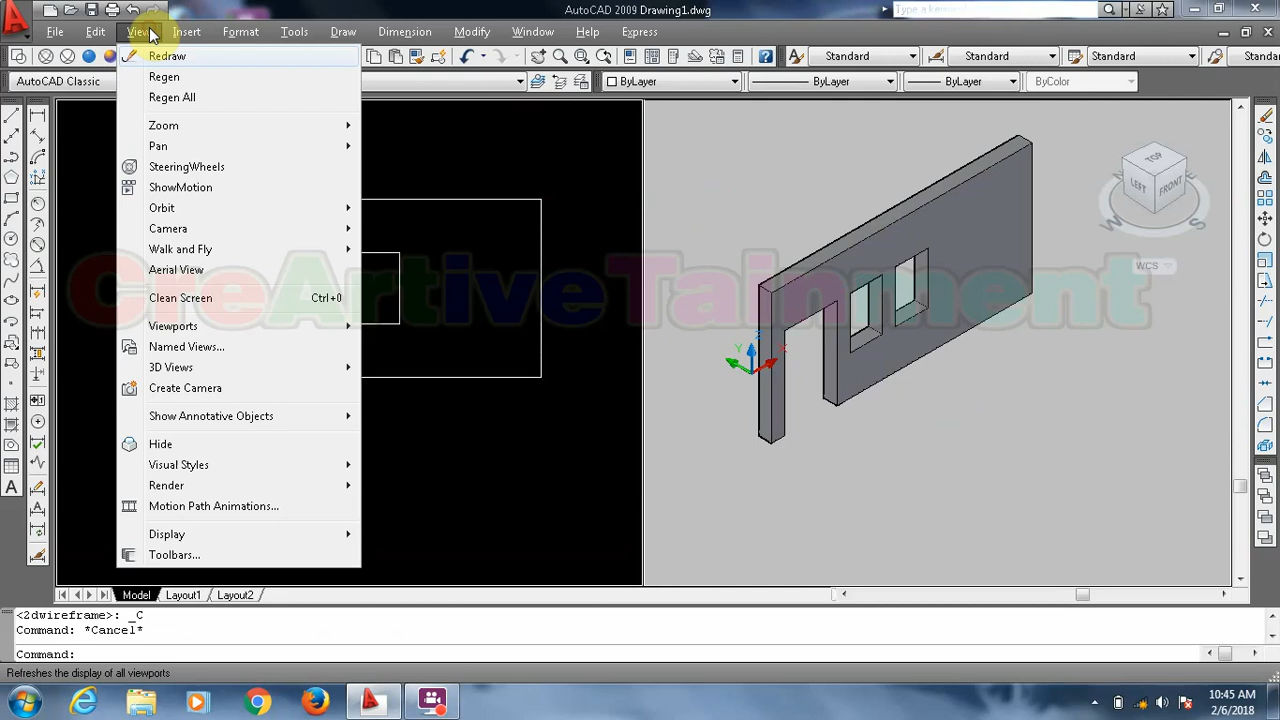 AutoCAD 2009 Drawing1.dwg
File Edit View Insert Format Tools Draw Dimension Modify Window Help Express
Standard Standard Standard
AutoCAD Classic ByLayer ByLayer ByLayer ByColor
Redraw
Regen
Regen All
Zoom
Pan
SteeringWheels
ShowMotion
Orbit
Camera
Walk and Fly
Aerial View
Clean Screen Ctrl+0
Viewports
Named Views...
3D Views
Create Camera
Show Annotative Objects
Hide
Visual Styles
Render
Motion Path Animations...
Display
Toolbars...
CreArtiveTainment
TOP
LEFT FRONT
W S
WCS
Z
Y X
A
Model Layout1 Layout2
<2dwireframe>: _C
Command: *Cancel*
Command:
Refreshes the display of all viewports
10:45 AM
2/6/2018